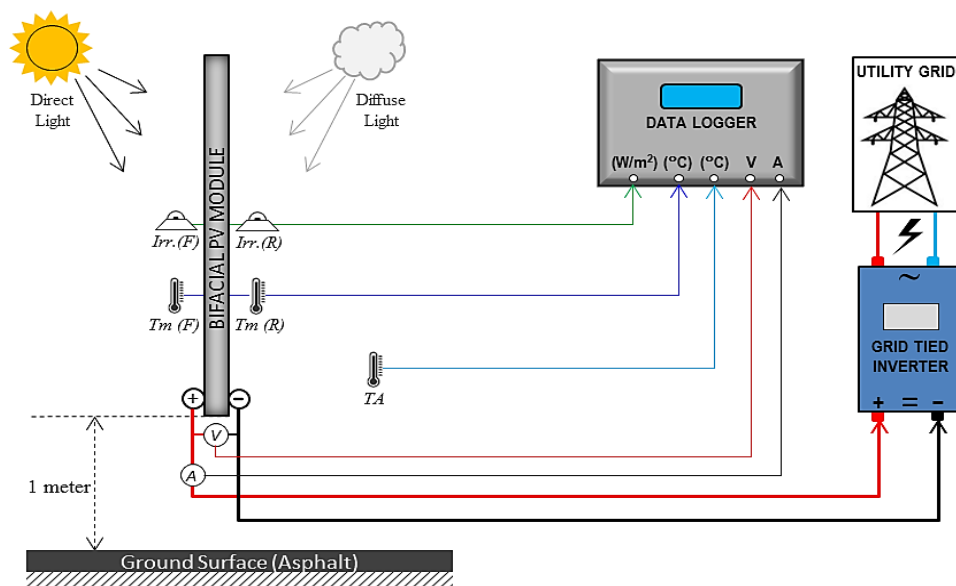 Direct
Light
Diffuse
Light
BIFACIAL PV MODULE
DATA LOGGER
(W/m²) (°C) (°C) V A
UTILITY GRID
Irr.(F)
Irr.(R)
Tm (F)
Tm (R)
TA
~
GRID TIED
INVERTER
+ = −
+
−
V
A
1 meter
Ground Surface (Asphalt)